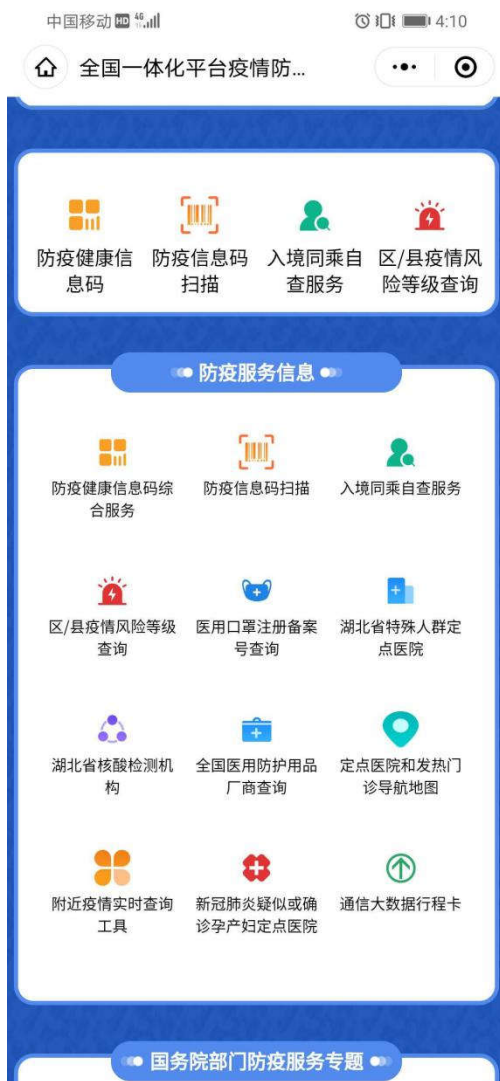 中国移动 HD 4G 4:10
全国一体化平台疫情防...
防疫健康信 防疫信息码 入境同乘自 区/县疫情风
息码 扫描 查服务 险等级查询
防疫服务信息
防疫健康信息码综 防疫信息码扫描 入境同乘自查服务
合服务
区/县疫情风险等级 医用口罩注册备案 湖北省特殊人群定
查询 号查询 点医院
湖北省核酸检测机 全国医用防护用品 定点医院和发热门
构 厂商查询 诊导航地图
附近疫情实时查询 新冠肺炎疑似或确 通信大数据行程卡
工具 诊孕产妇定点医院
国务院部门防疫服务专题